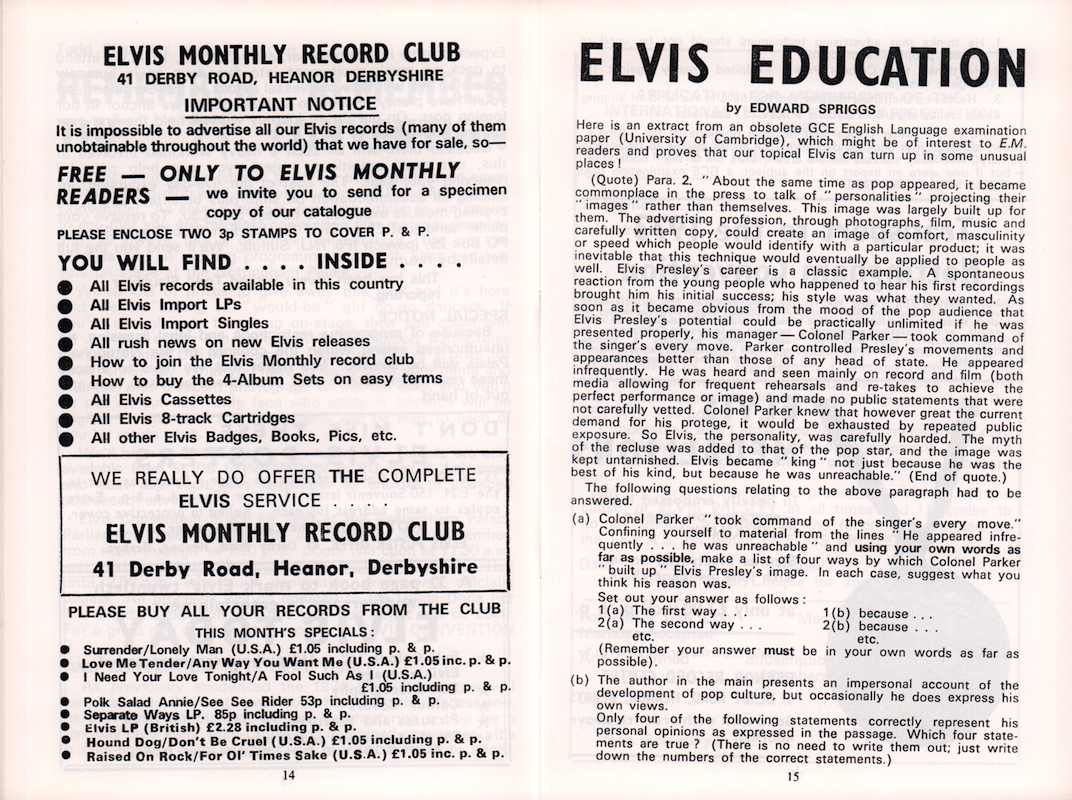 ELVIS MONTHLY RECORD CLUB
41 DERBY ROAD, HEANOR DERBYSHIRE
IMPORTANT NOTICE
It is impossible to advertise all our Elvis records (many of them
unobtainable throughout the world) that we have for sale, so—
FREE — ONLY TO ELVIS MONTHLY
READERS — we invite you to send for a specimen
copy of our catalogue
PLEASE ENCLOSE TWO 3p STAMPS TO COVER P. & P.
YOU WILL FIND . . . . INSIDE . . . . .
● All Elvis records available in this country
● All Elvis Import LPs
● All Elvis Import Singles
● All rush news on new Elvis releases
● How to join the Elvis Monthly record club
● How to buy the 4-Album Sets on easy terms
● All Elvis Cassettes
● All Elvis 8-track Cartridges
● All other Elvis Badges, Books, Pics, etc.
WE REALLY DO OFFER THE COMPLETE
ELVIS SERVICE
ELVIS MONTHLY RECORD CLUB
41 Derby Road, Heanor, Derbyshire
PLEASE BUY ALL YOUR RECORDS FROM THE CLUB
THIS MONTH'S SPECIALS :
● Surrender/Lonely Man (U.S.A.) £1.05 including p. & p.
● Love Me Tender/Any Way You Want Me (U.S.A.) £1.05 inc. p. & p.
● I Need Your Love Tonight/A Fool Such As I (U.S.A.)
£1.05 including p. & p.
● Polk Salad Annie/See See Rider 53p including p. & p.
● Separate Ways LP. 85p including p. & p.
● Elvis LP (British) £2.28 including p. & p.
● Hound Dog/Don't Be Cruel (U.S.A.) £1.05 including p. & p.
● Raised On Rock/For Ol' Times Sake (U.S.A.) £1.05 inc. p. & p.
14
ELVIS EDUCATION
by EDWARD SPRIGGS
Here is an extract from an obsolete GCE English Language examination
paper (University of Cambridge), which might be of interest to E.M.
readers and proves that our topical Elvis can turn up in some unusual
places !
(Quote) Para. 2. "About the same time as pop appeared, it became
commonplace in the press to talk of "personalities" projecting their
"images" rather than themselves. This image was largely built up for
them. The advertising profession, through photographs, film, music and
carefully written copy, could create an image of comfort, masculinity
or speed which people would identify with a particular product; it was
inevitable that this technique would eventually be applied to people as
well. Elvis Presley's career is a classic example. A spontaneous
reaction from the young people who happened to hear his first recordings
brought him his initial success; his style was what they wanted. As
soon as it became obvious from the mood of the pop audience that
Elvis Presley's potential could be practically unlimited if he was
presented properly, his manager — Colonel Parker — took command of
the singer's every move. Parker controlled Presley's movements and
appearances better than those of any head of state. He appeared
infrequently. He was heard and seen mainly on record and film (both
media allowing for frequent rehearsals and re-takes to achieve the
perfect performance or image) and made no public statements that were
not carefully vetted. Colonel Parker knew that however great the current
demand for his protege, it would be exhausted by repeated public
exposure. So Elvis, the personality, was carefully hoarded. The myth
of the recluse was added to that of the pop star, and the image was
kept untarnished. Elvis became "king" not just because he was the
best of his kind, but because he was unreachable." (End of quote.)
The following questions relating to the above paragraph had to be
answered.
(a) Colonel Parker "took command of the singer's every move."
Confining yourself to material from the lines "He appeared infre-
quently . . . he was unreachable" and using your own words as
far as possible, make a list of four ways by which Colonel Parker
"built up" Elvis Presley's image. In each case, suggest what you
think his reason was.
Set out your answer as follows :
1(a) The first way . . . 1(b) because . . .
2(a) The second way . . . 2(b) because . . .
etc. etc.
(Remember your answer must be in your own words as far as
possible).
(b) The author in the main presents an impersonal account of the
development of pop culture, but occasionally he does express his
own views.
Only four of the following statements correctly represent his
personal opinions as expressed in the passage. Which four state-
ments are true ? (There is no need to write them out; just write
down the numbers of the correct statements.)
15